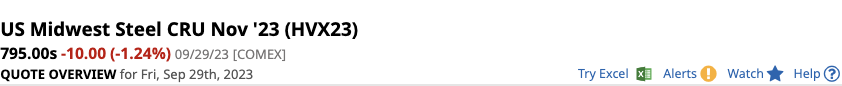 US Midwest Steel CRU Nov '23 (HVX23)
795.00s -10.00 (-1.24%) 09/29/23 [COMEX]
QUOTE OVERVIEW for Fri, Sep 29th, 2023 Try Excel Alerts Watch Help